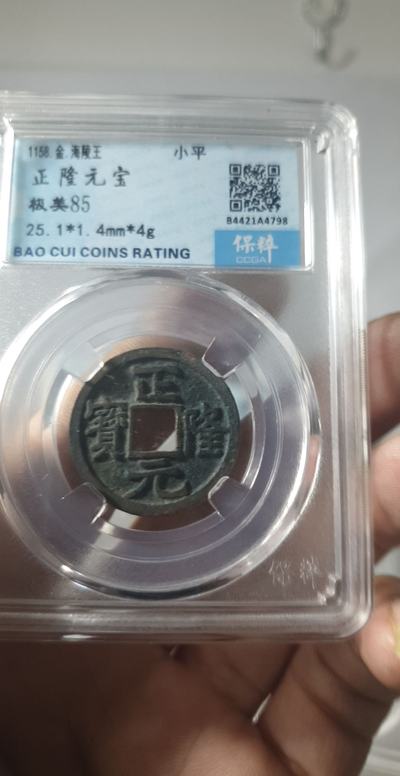 1158.金.海陵王 小平
正隆元宝
极美85
25.1*1.4mm*4g
B4421A4798
BAO CUI COINS RATING
保粹
CCGA
正
寶 隆
元
保粹